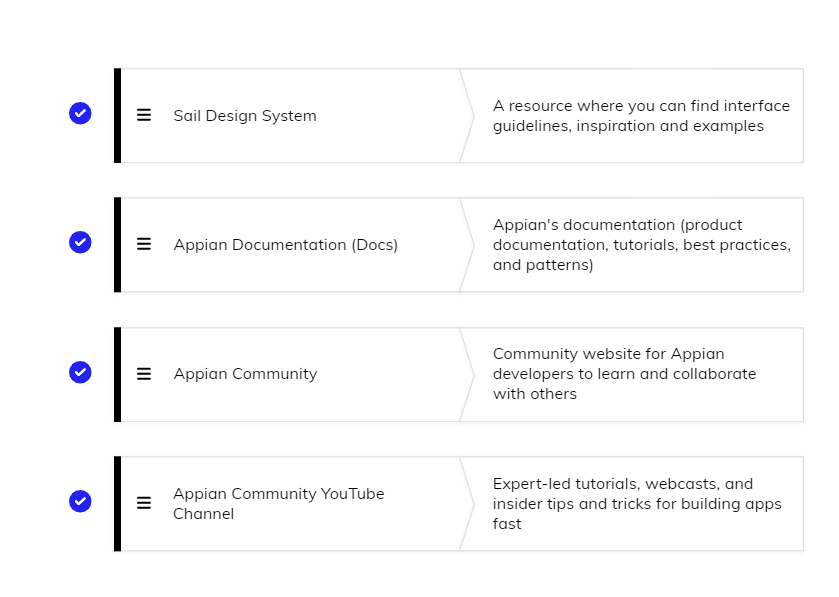 Sail Design System
A resource where you can find interface
guidelines, inspiration and examples
Appian Documentation (Docs)
Appian's documentation (product
documentation, tutorials, best practices,
and patterns)
Appian Community
Community website for Appian
developers to learn and collaborate
with others
Appian Community YouTube
Channel
Expert-led tutorials, webcasts, and
insider tips and tricks for building apps
fast